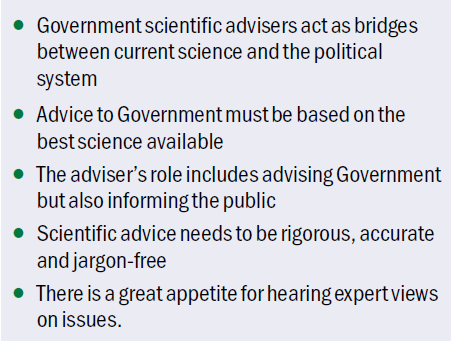 • Government scientific advisers act as bridges
between current science and the political
system
• Advice to Government must be based on the
best science available
• The adviser's role includes advising Government
but also informing the public
• Scientific advice needs to be rigorous, accurate
and jargon-free
• There is a great appetite for hearing expert views
on issues.